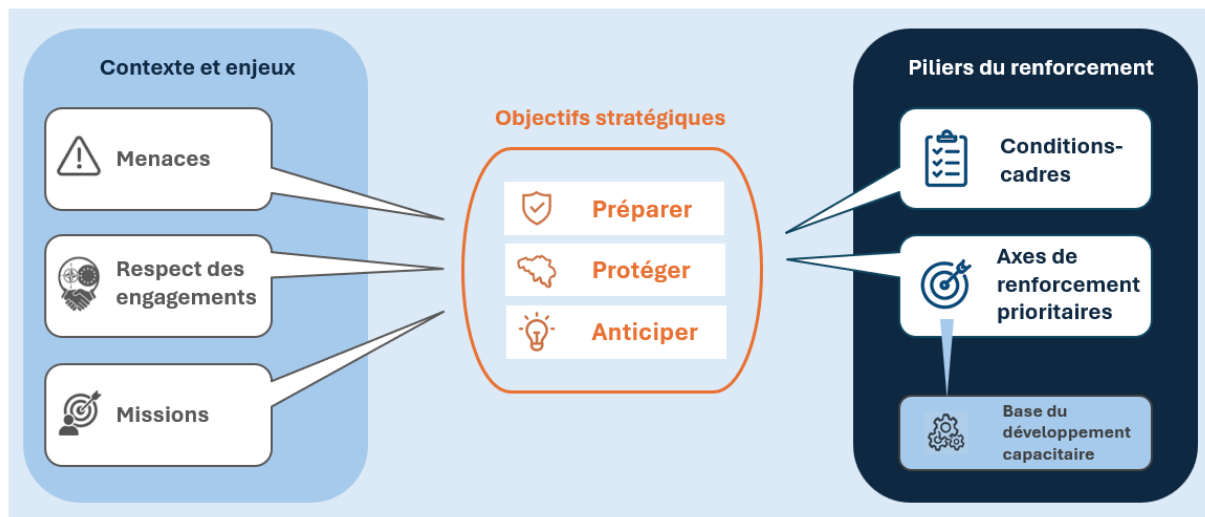 Contexte et enjeux
Menaces
Respect des
engagements
Missions
Objectifs stratégiques
Préparer
Protéger
Anticiper
Piliers du renforcement
Conditions-
cadres
Axes de
renforcement
prioritaires
Base du
développement
capacitaire